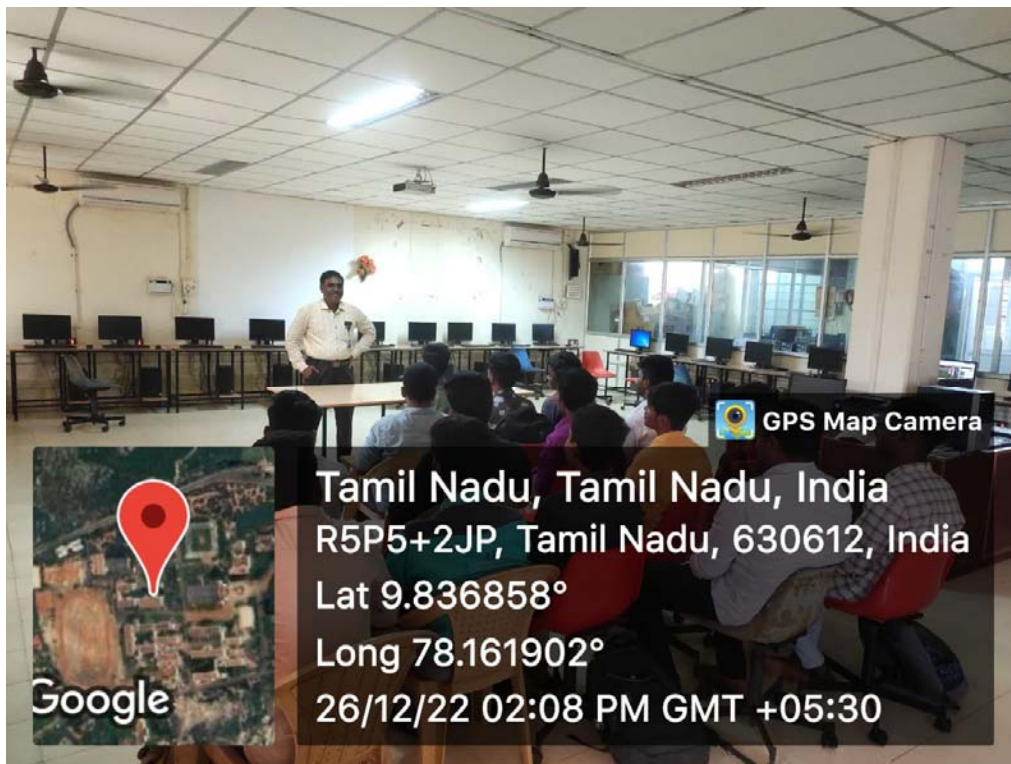 GPS Map Camera
Tamil Nadu, Tamil Nadu, India
R5P5+2JP, Tamil Nadu, 630612, India
Lat 9.836858°
Long 78.161902°
26/12/22 02:08 PM GMT +05:30
Google